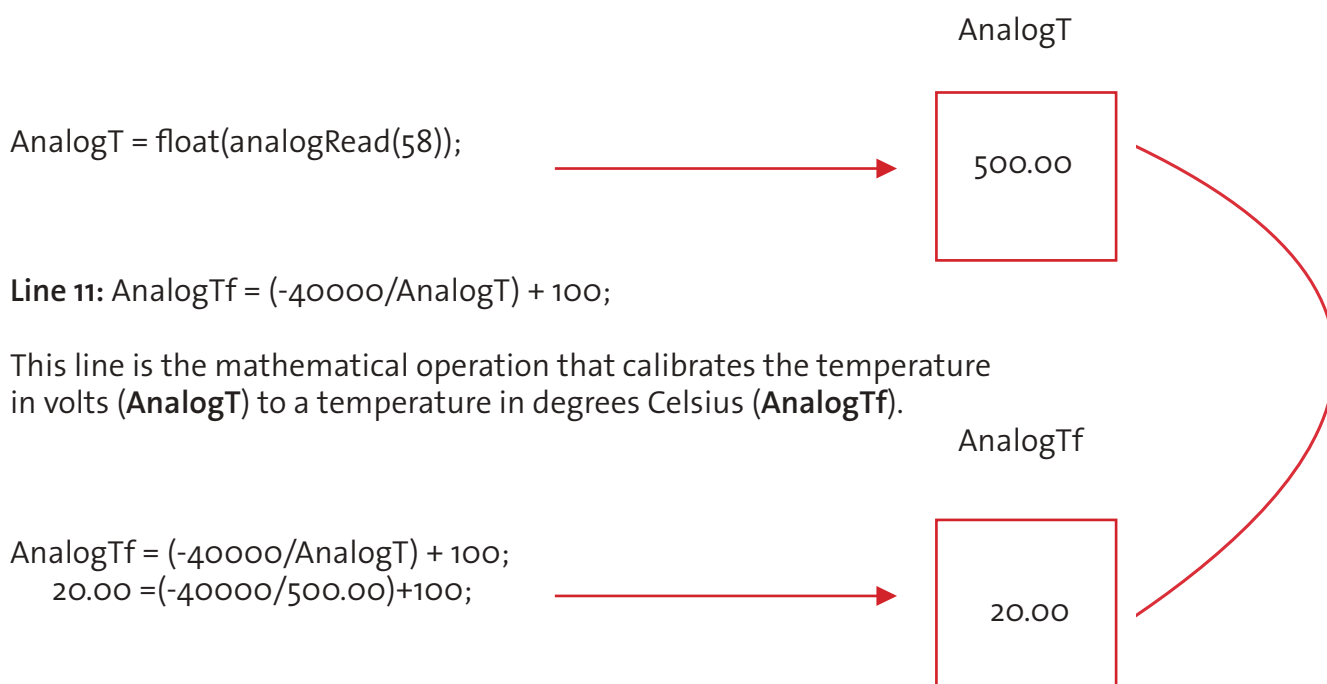 AnalogT
AnalogT = float(analogRead(58));
500.00
Line 11: AnalogTf = (-40000/AnalogT) + 100;
This line is the mathematical operation that calibrates the temperature
in volts (AnalogT) to a temperature in degrees Celsius (AnalogTf).
AnalogTf
AnalogTf = (-40000/AnalogT) + 100;
20.00 =(-40000/500.00)+100;
20.00